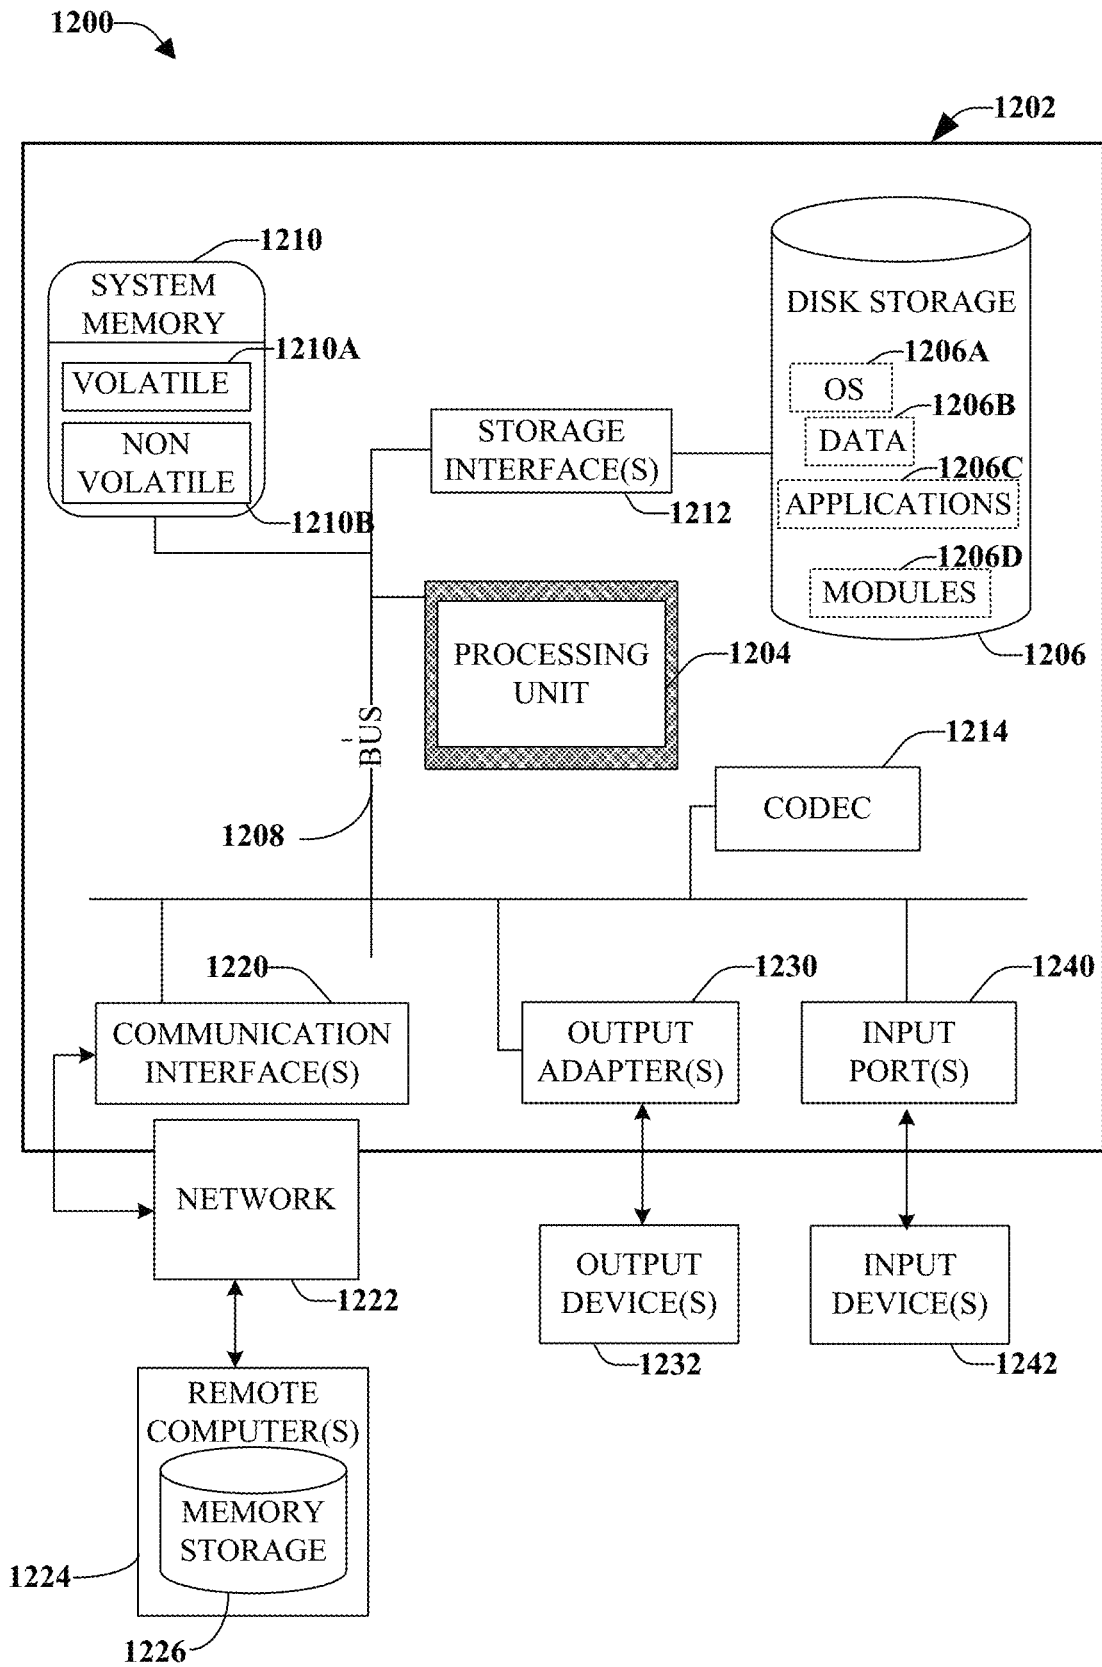 1200
1202
1210
SYSTEM
MEMORY
1210A
VOLATILE
NON
VOLATILE
1210B
STORAGE
INTERFACE(S)
1212
DISK STORAGE
1206A
OS
1206B
DATA
1206C
APPLICATIONS
1206D
MODULES
1206
PROCESSING
UNIT
1204
BUS
1208
1214
CODEC
1220
COMMUNICATION
INTERFACE(S)
1230
OUTPUT
ADAPTER(S)
1240
INPUT
PORT(S)
NETWORK
1222
OUTPUT
DEVICE(S)
1232
INPUT
DEVICE(S)
1242
REMOTE
COMPUTER(S)
MEMORY
STORAGE
1224
1226